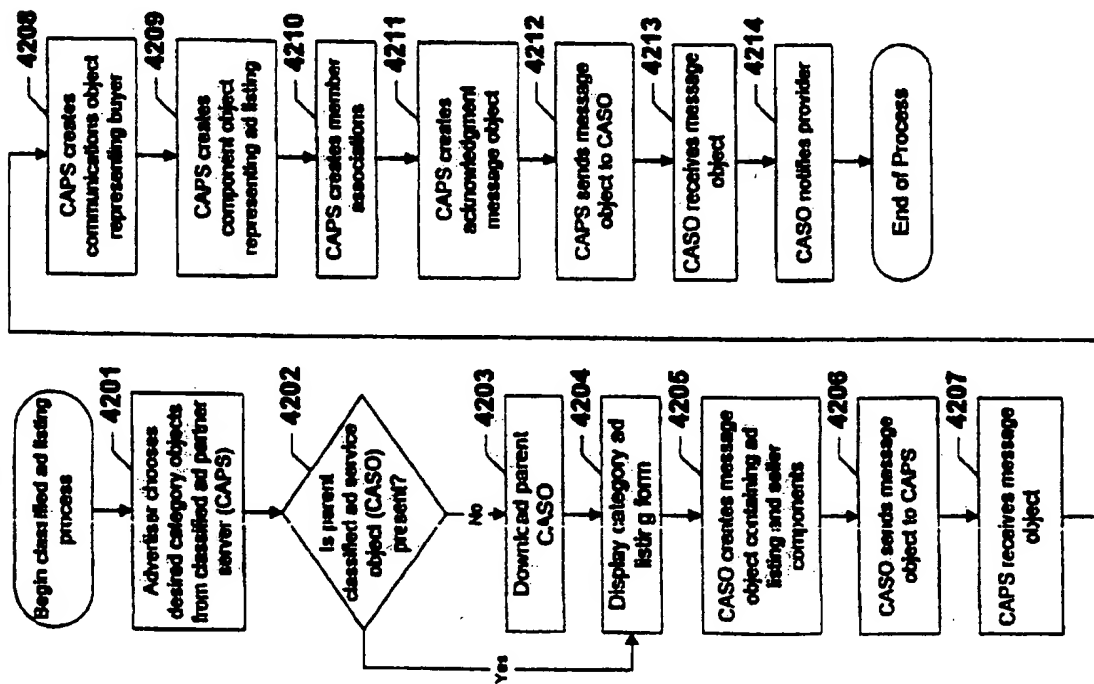 Begin classified ad listing
process
4201
Advertiser chooses
desired category objects
from classified ad partner
server (CAPS)
4202
Is parent
classified ad service
object (CASO)
present?
No
Yes
4203
Download parent
CASO
4204
Display category ad
listing form
4205
CASO creates message
object containing ad
listing and seller
components
4206
CASO sends message
object to CAPS
4207
CAPS receives message
object
4208
CAPS creates
communications object
representing buyer
4209
CAPS creates
component object
representing ad listing
4210
CAPS creates member
associations
4211
CAPS creates
acknowledgment
message object
4212
CAPS sends message
object to CASO
4213
CASO receives message
object
4214
CASO notifies provider
End of Process